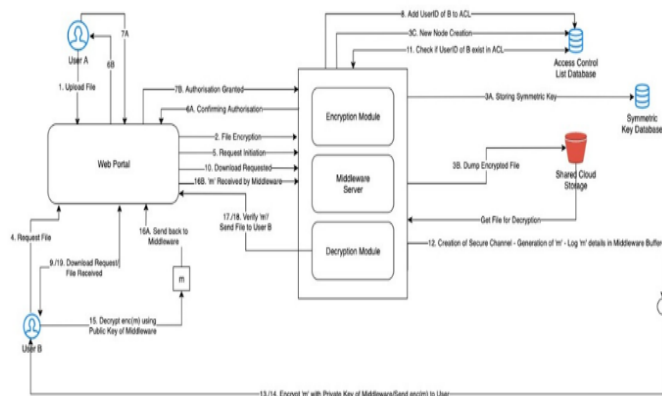 7A
8. Add UserID of B to ACL
3C. New Node Creation
11. Check if UserID of B exist in ACL
User A
6B
Access Control
List Database
1. Upload File
7B. Authorisation Granted
6A. Confirming Authorisation
Encryption Module
3A. Storing Symmetric Key
Symmetric
Key Database
2. File Encryption
Web Portal
5. Request Initiation
10. Download Requested
16B. 'm' Received by Middleware
Middleware
Server
3B. Dump Encrypted File
Shared Cloud
Storage
17./18. Verify 'm'?
Send File to User B
Get File for Decryption
4. Request File
16A. Send back to
Middleware
Decryption Module
12. Creation of Secure Channel - Generation of 'm' - Log 'm' details in Middleware Buffer
9./19. Download Request/
File Received
m
15. Decrypt enc(m) using
Public Key of Middleware
User B
13./14. Encrypt 'm' with Private Key of Middleware/Send enc(m) to User